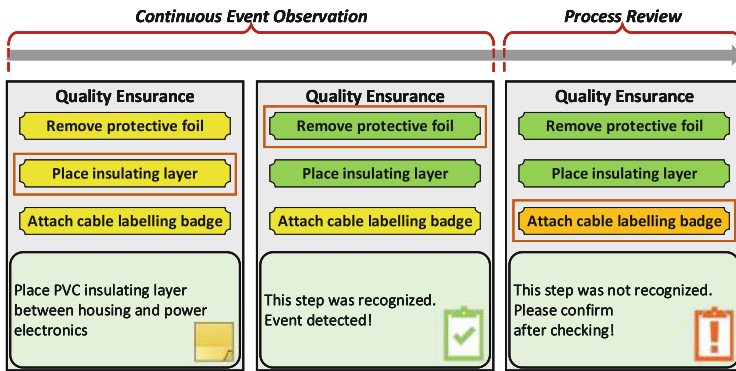 Continuous Event Observation
Process Review
Quality Ensurance
Remove protective foil
Place insulating layer
Attach cable labelling badge
Place PVC insulating layer
between housing and power
electronics
Quality Ensurance
Remove protective foil
Place insulating layer
Attach cable labelling badge
This step was recognized.
Event detected!
Quality Ensurance
Remove protective foil
Place insulating layer
Attach cable labelling badge
This step was not recognized.
Please confirm
after checking!